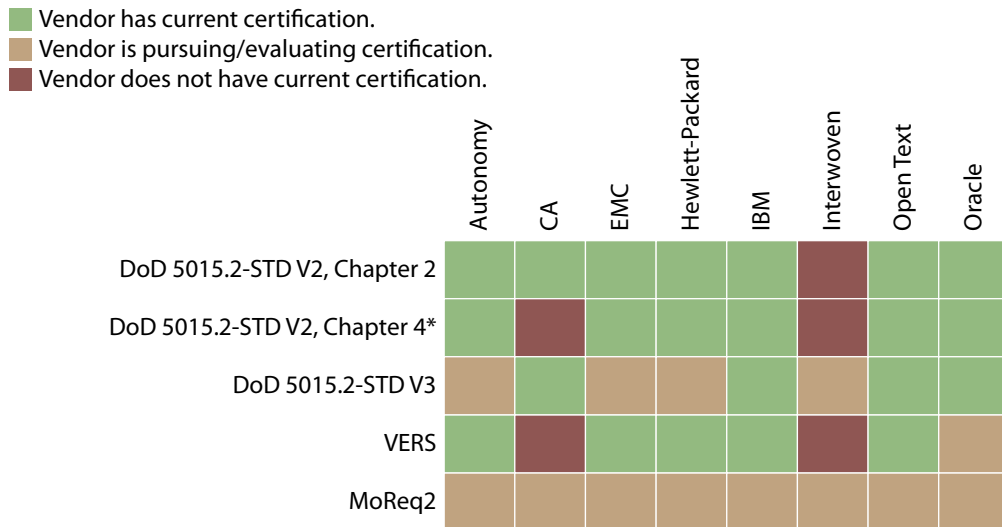 Vendor has current certification.
Vendor is pursuing/evaluating certification.
Vendor does not have current certification.
Autonomy
CA
EMC
Hewlett-Packard
IBM
Interwoven
Open Text
Oracle
DoD 5015.2-STD V2, Chapter 2
DoD 5015.2-STD V2, Chapter 4*
DoD 5015.2-STD V3
VERS
MoReq2